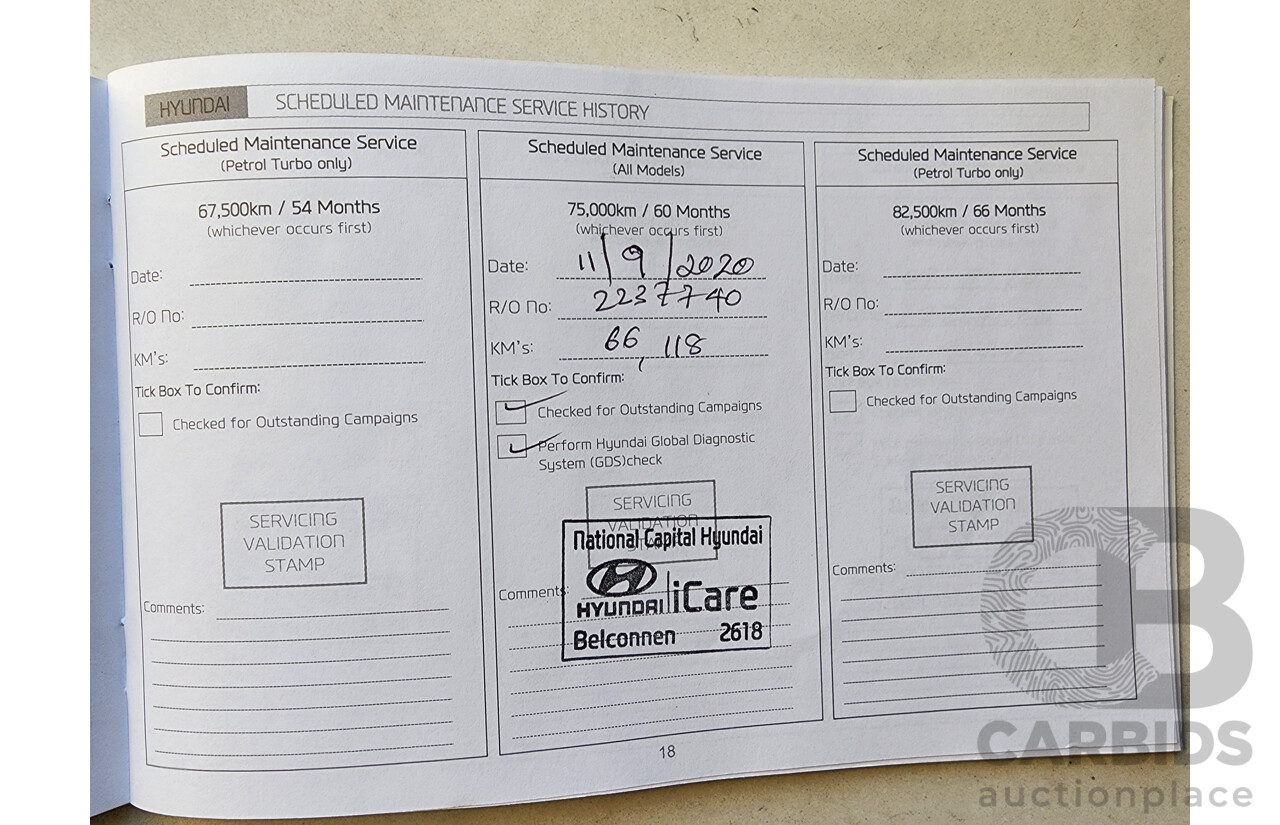 HYUNDAI SCHEDULED MAINTENANCE SERVICE HISTORY
Scheduled Maintenance Service
(Petrol Turbo only)
67,500km / 54 Months
(whichever occurs first)
Date:
R/O No:
KM's:
Tick Box To Confirm:
Checked for Outstanding Campaigns
SERVICING
VALIDATION
STAMP
Comments:
Scheduled Maintenance Service
(All Models)
75,000km / 60 Months
(whichever occurs first)
Date: 11/9/2020
R/O No: 2237740
KM's: 66,118
Tick Box To Confirm:
Checked for Outstanding Campaigns
Perform Hyundai Global Diagnostic
System (GDS)check
SERVICING
VALIDATION
National Capital Hyundai
Comments:
HYUNDAI iCare
Belconnen 2618
Scheduled Maintenance Service
(Petrol Turbo only)
82,500km / 66 Months
(whichever occurs first)
Date:
R/O No:
KM's:
Tick Box To Confirm:
Checked for Outstanding Campaigns
SERVICING
VALIDATION
STAMP
Comments:
18
CB
CARBIDS
auctionplace